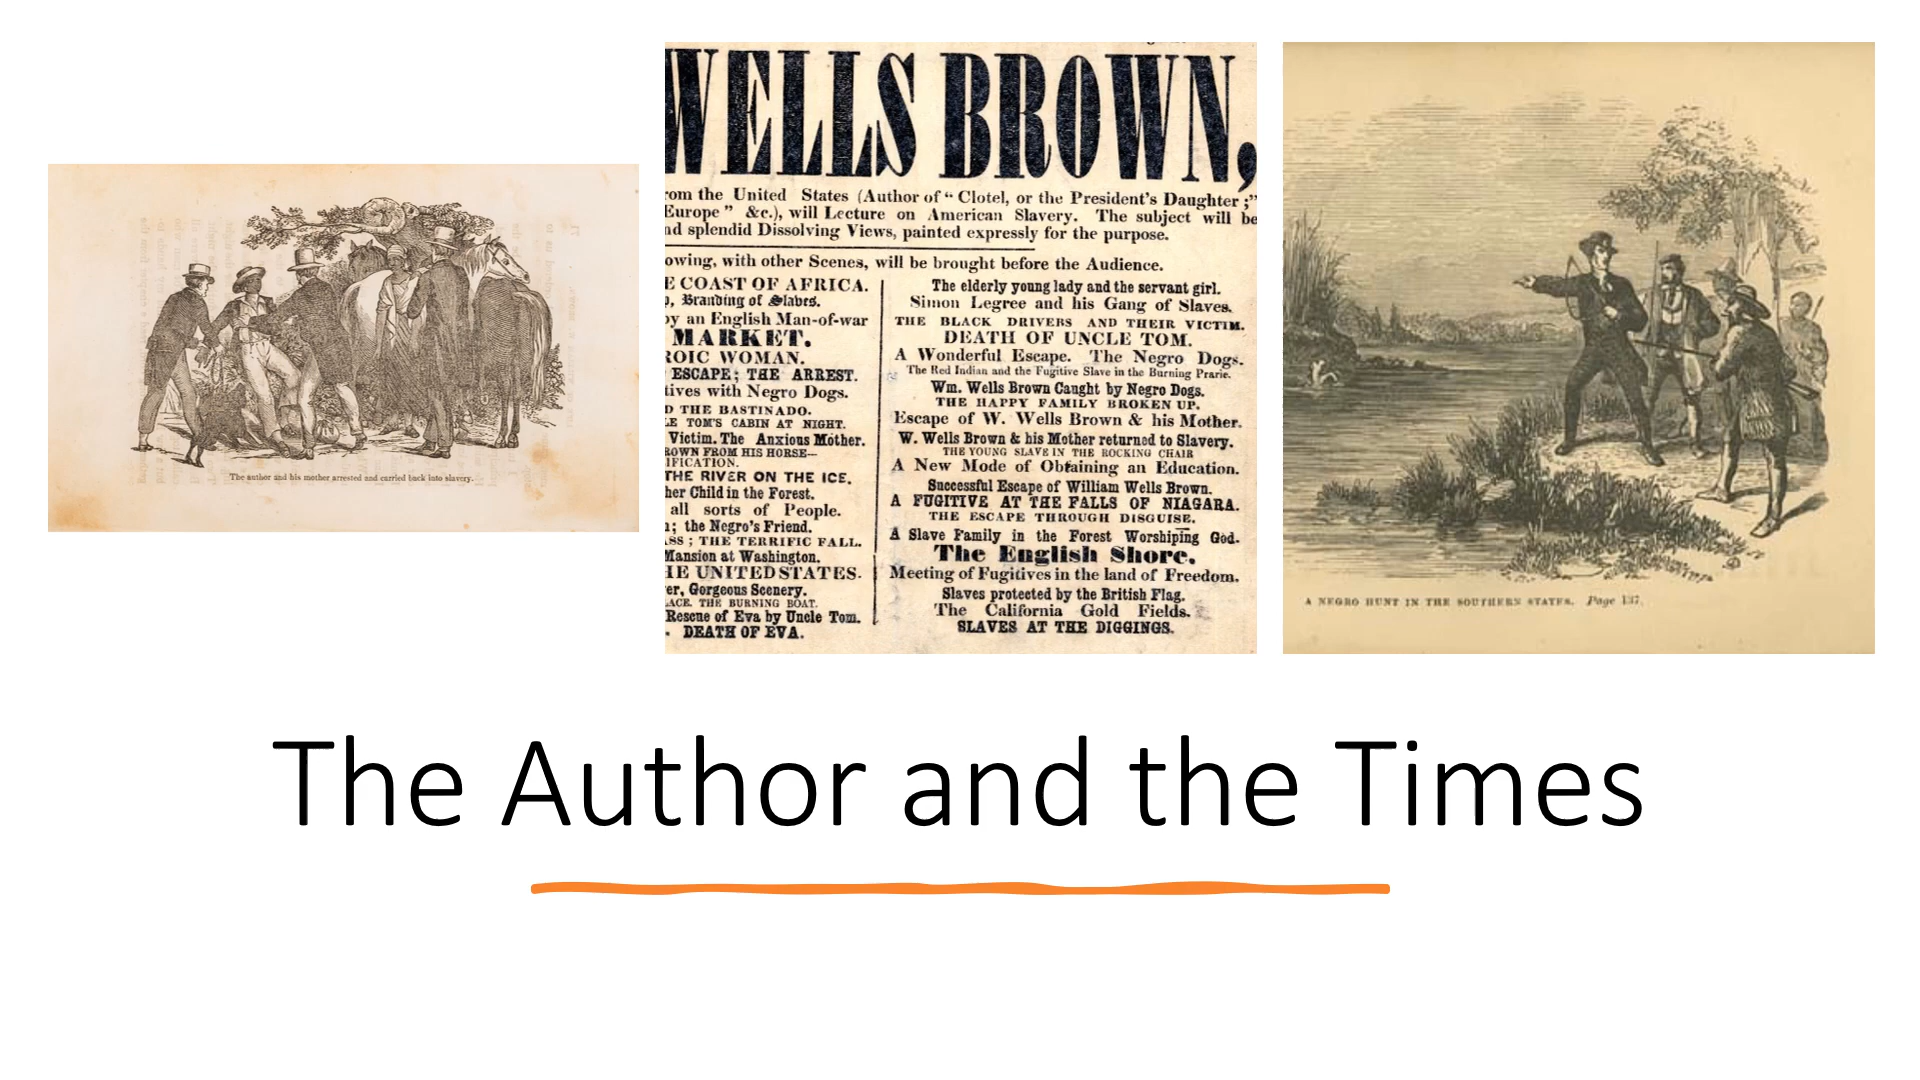 The author and his mother arrested and carried back into slavery.
WELLS BROWN,
rom the United States (Author of “ Clotel, or the President's Daughter ;”
Europe ” &c.), will Lecture on American Slavery. The subject will be
nd splendid Dissolving Views, painted expressly for the purpose.
owing, with other Scenes, will be brought before the Audience.
E COAST OF AFRICA.
p, Branding of Slaves.
by an English Man-of-war
MARKET.
ROIC WOMAN.
ESCAPE; THE ARREST.
tives with Negro Dogs.
D THE BASTINADO.
LE TOM'S CABIN AT NIGHT.
Victim. The Anxious Mother.
ROWN FROM HIS HORSE—
IFICATION.
THE RIVER ON THE ICE.
her Child in the Forest.
all sorts of People.
; the Negro's Friend.
SS ; THE TERRIFIC FALL.
Mansion at Washington.
HE UNITED STATES.
er, Gorgeous Scenery.
ACE. THE BURNING BOAT.
Rescue of Eva by Uncle Tom.
. DEATH OF EVA.
The elderly young lady and the servant girl.
Simon Legree and his Gang of Slaves.
THE BLACK DRIVERS AND THEIR VICTIM.
DEATH OF UNCLE TOM.
A Wonderful Escape. The Negro Dogs.
The Red Indian and the Fugitive Slave in the Burning Prarie.
Wm. Wells Brown Caught by Negro Dogs.
THE HAPPY FAMILY BROKEN UP.
Escape of W. Wells Brown & his Mother.
W. Wells Brown & his Mother returned to Slavery.
THE YOUNG SLAVE IN THE ROCKING CHAIR
A New Mode of Obtaining an Education.
Successful Escape of William Wells Brown.
A FUGITIVE AT THE FALLS OF NIAGARA.
THE ESCAPE THROUGH DISGUISE.
A Slave Family in the Forest Worshiping God.
The English Shore.
Meeting of Fugitives in the land of Freedom.
Slaves protected by the British Flag.
The California Gold Fields.
SLAVES AT THE DIGGINGS.
A NEGRO HUNT IN THE SOUTHERN STATES. Page 137.
The Author and the Times